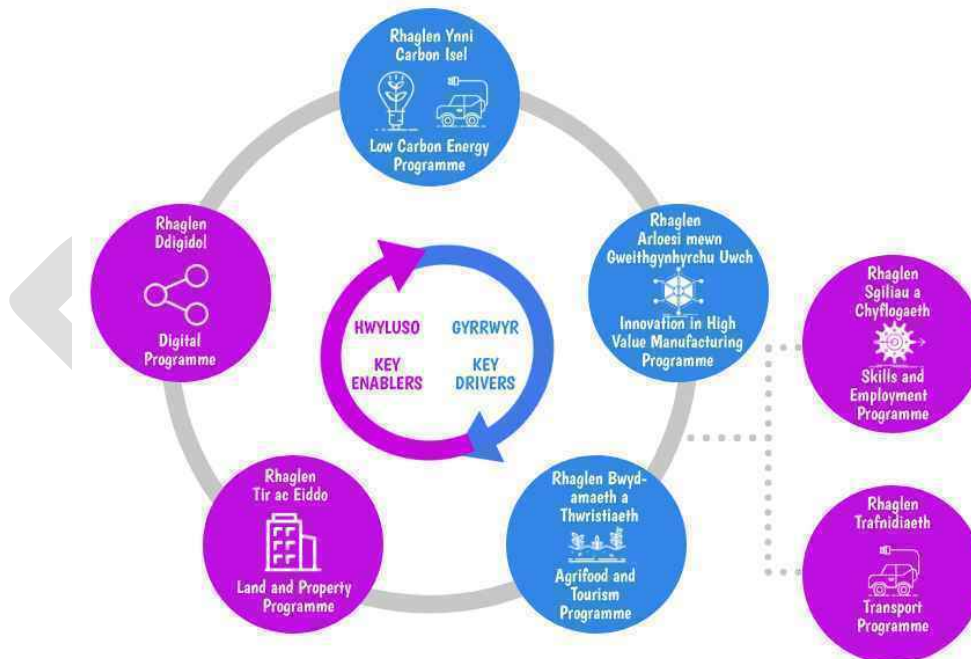 Rhaglen Ynni
Carbon Isel
Low Carbon Energy
Programme
Rhaglen
Ddigidol
Digital
Programme
Rhaglen
Arloesi mewn
Gweithgynhyrchu Uwch
Innovation in High
Value Manufacturing
Programme
HWYLUSO
KEY
ENABLERS
GYRRWYR
KEY
DRIVERS
Rhaglen
Sgiliau a
Chyflogaeth
Skills and
Employment
Programme
Rhaglen
Tir ac Eiddo
Land and Property
Programme
Rhaglen Bwyd-
amaeth a
Thwristiaeth
Agrifood and
Tourism
Programme
Rhaglen
Trafnidiaeth
Transport
Programme